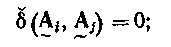 δ̆(A̰ᵢ, A̰ⱼ) = 0;